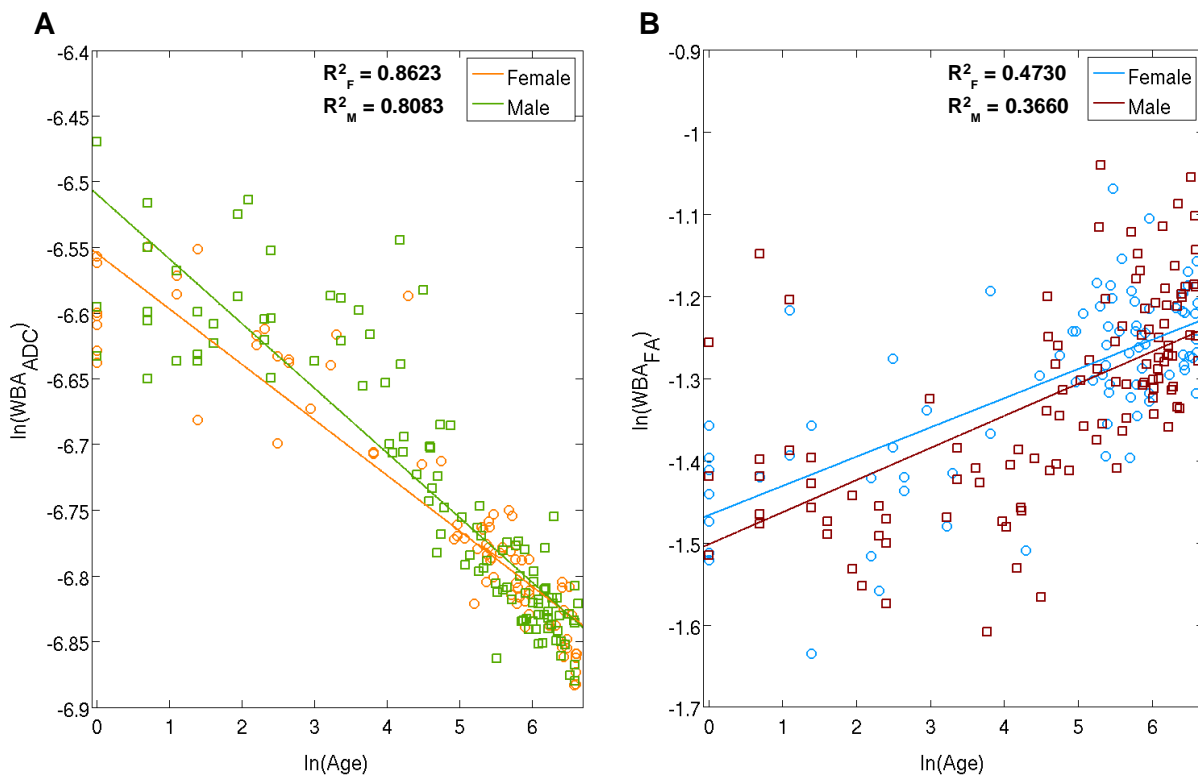 A
R²F = 0.8623
R²M = 0.8083
Female
Male
-6.4
-6.45
-6.5
-6.55
-6.6
-6.65
-6.7
-6.75
-6.8
-6.85
-6.9
ln(WBA_ADC)
0 1 2 3 4 5 6
ln(Age)
B
R²F = 0.4730
R²M = 0.3660
Female
Male
-0.9
-1
-1.1
-1.2
-1.3
-1.4
-1.5
-1.6
-1.7
ln(WBA_FA)
0 1 2 3 4 5 6
ln(Age)